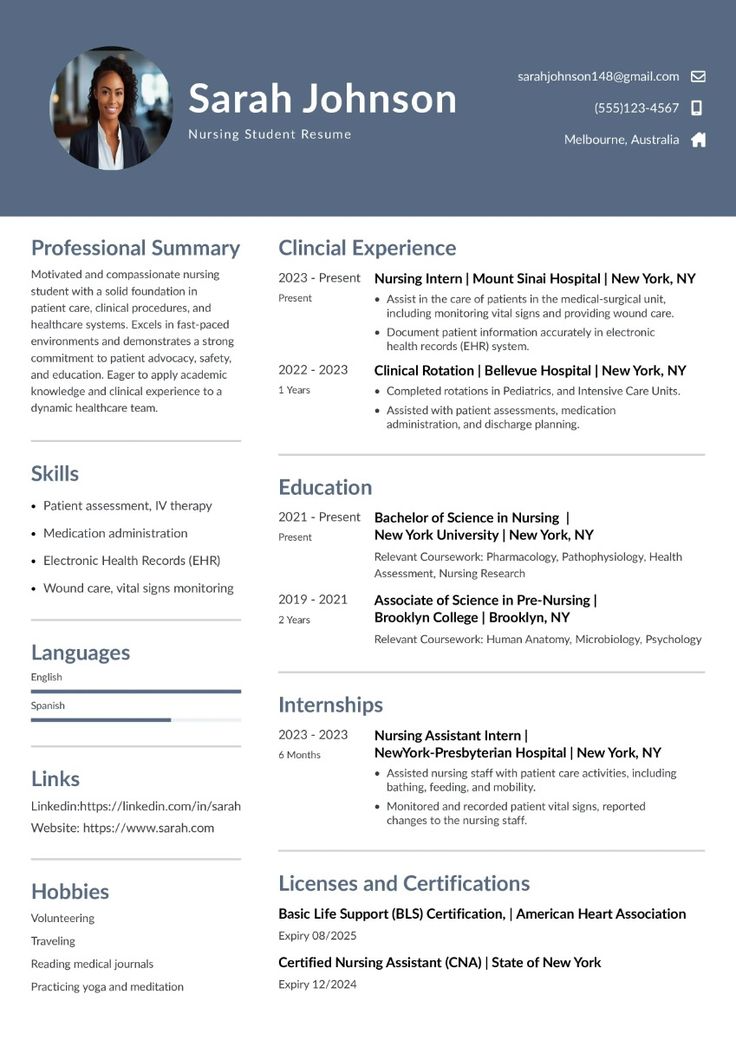 Sarah Johnson
Nursing Student Resume
sarahjohnson148@gmail.com
(555)123-4567
Melbourne, Australia
Professional Summary
Motivated and compassionate nursing
student with a solid foundation in
patient care, clinical procedures, and
healthcare systems. Excels in fast-paced
environments and demonstrates a strong
commitment to patient advocacy, safety,
and education. Eager to apply academic
knowledge and clinical experience to a
dynamic healthcare team.
Skills
• Patient assessment, IV therapy
• Medication administration
• Electronic Health Records (EHR)
• Wound care, vital signs monitoring
Languages
English
Spanish
Links
Linkedin:https://linkedin.com/in/sarah
Website: https://www.sarah.com
Hobbies
Volunteering
Traveling
Reading medical journals
Practicing yoga and meditation
Clincial Experience
2023 - Present
Present
Nursing Intern | Mount Sinai Hospital | New York, NY
• Assist in the care of patients in the medical-surgical unit,
including monitoring vital signs and providing wound care.
• Document patient information accurately in electronic
health records (EHR) system.
2022 - 2023
1 Years
Clinical Rotation | Bellevue Hospital | New York, NY
• Completed rotations in Pediatrics, and Intensive Care Units.
• Assisted with patient assessments, medication
administration, and discharge planning.
Education
2021 - Present
Present
Bachelor of Science in Nursing |
New York University | New York, NY
Relevant Coursework: Pharmacology, Pathophysiology, Health
Assessment, Nursing Research
2019 - 2021
2 Years
Associate of Science in Pre-Nursing |
Brooklyn College | Brooklyn, NY
Relevant Coursework: Human Anatomy, Microbiology, Psychology
Internships
2023 - 2023
6 Months
Nursing Assistant Intern |
NewYork-Presbyterian Hospital | New York, NY
• Assisted nursing staff with patient care activities, including
bathing, feeding, and mobility.
• Monitored and recorded patient vital signs, reported
changes to the nursing staff.
Licenses and Certifications
Basic Life Support (BLS) Certification, | American Heart Association
Expiry 08/2025
Certified Nursing Assistant (CNA) | State of New York
Expiry 12/2024